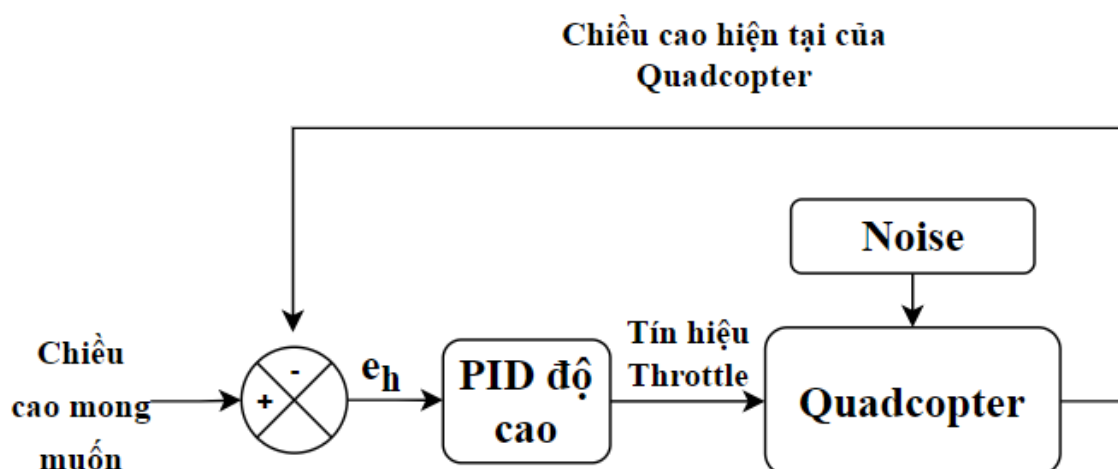 Chiều cao hiện tại của
Quadcopter
Noise
Chiều
cao mong
muốn
+
-
e_h
PID độ
cao
Tín hiệu
Throttle
Quadcopter